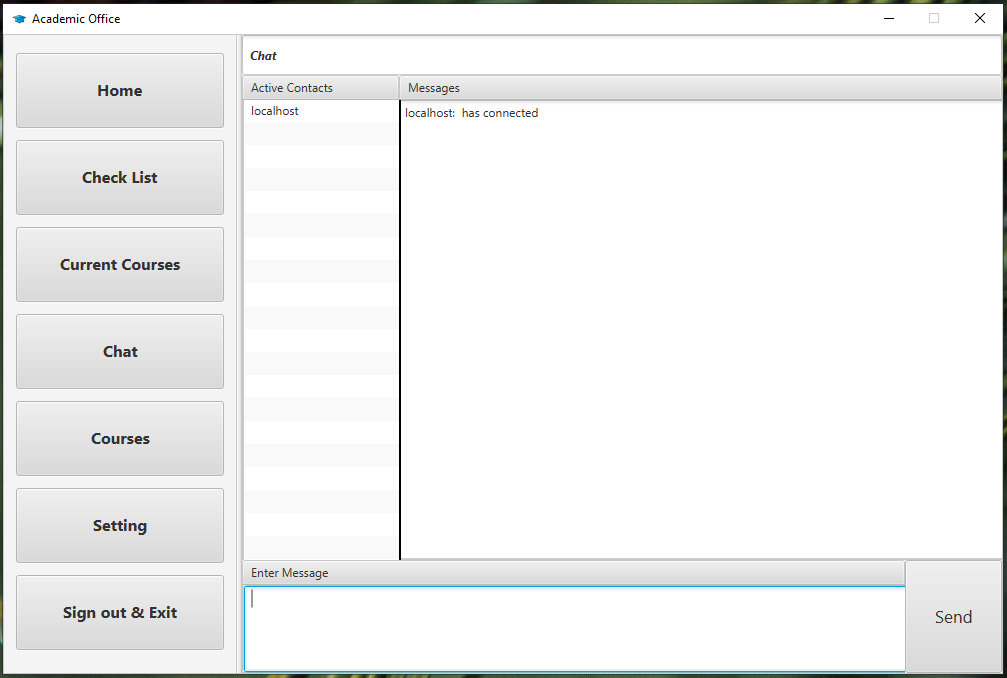 Academic Office
Home
Check List
Current Courses
Chat
Courses
Setting
Sign out & Exit
Chat
Active Contacts
localhost
Messages
localhost:  has connected
Enter Message
Send